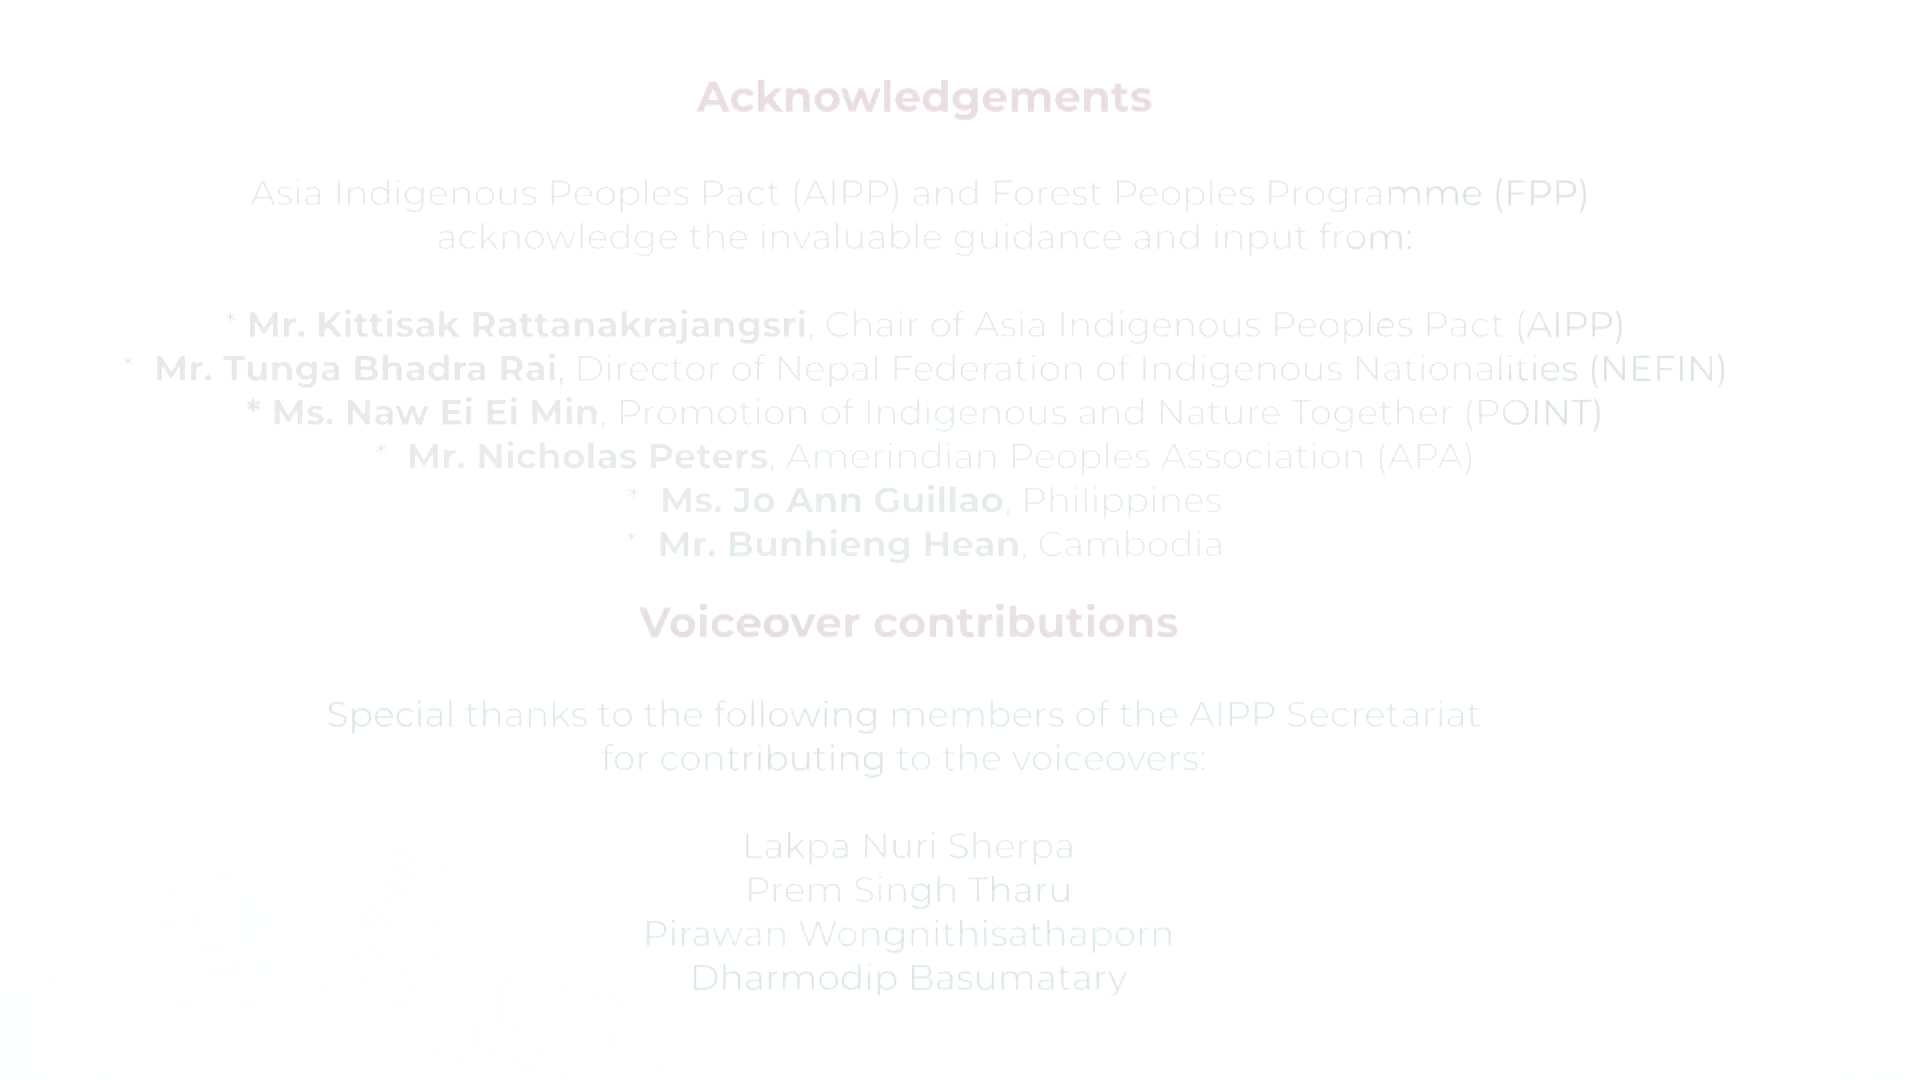 Acknowledgements
Asia Indigenous Peoples Pact (AIPP) and Forest Peoples Programme (FPP)
acknowledge the invaluable guidance and input from:
* Mr. Kittisak Rattanakrajangsri, Chair of Asia Indigenous Peoples Pact (AIPP)
* Mr. Tunga Bhadra Rai, Director of Nepal Federation of Indigenous Nationalities (NEFIN)
* Ms. Naw Ei Ei Min, Promotion of Indigenous and Nature Together (POINT)
* Mr. Nicholas Peters, Amerindian Peoples Association (APA)
* Ms. Jo Ann Guillao, Philippines
* Mr. Bunhieng Hean, Cambodia
Voiceover contributions
Special thanks to the following members of the AIPP Secretariat
for contributing to the voiceovers:
Lakpa Nuri Sherpa
Prem Singh Tharu
Pirawan Wongnithisathaporn
Dharmodip Basumatary